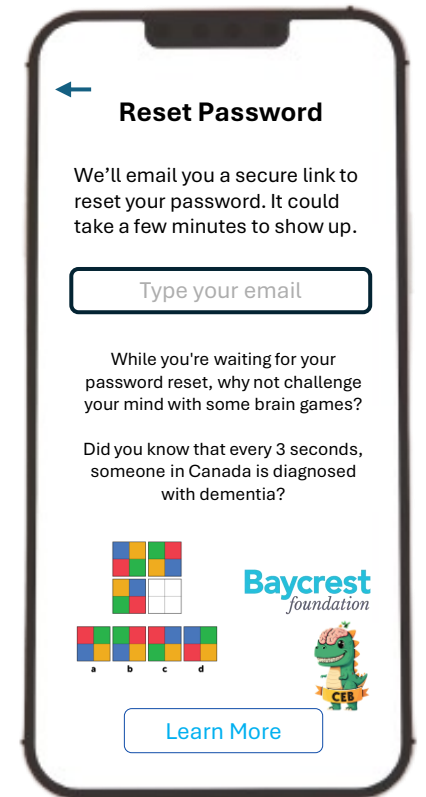 Reset Password
We’ll email you a secure link to
reset your password. It could
take a few minutes to show up.
Type your email
While you're waiting for your
password reset, why not challenge
your mind with some brain games?
Did you know that every 3 seconds,
someone in Canada is diagnosed
with dementia?
Baycrest
foundation
a b c d
CEB
Learn More